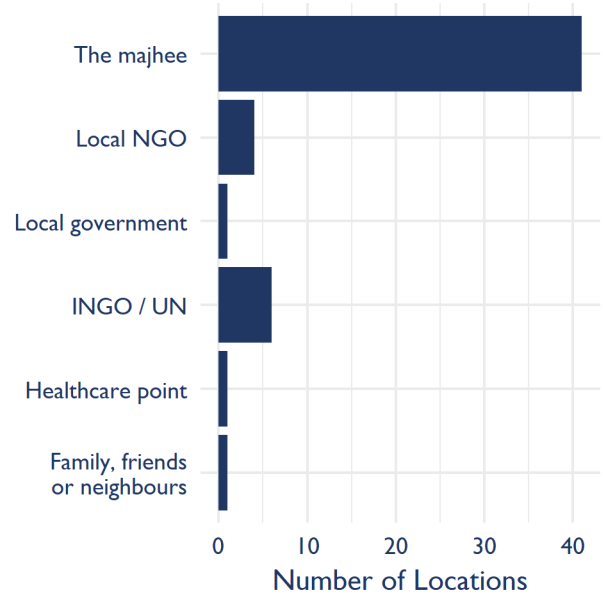 The majhee
Local NGO
Local government
INGO / UN
Healthcare point
Family, friends
or neighbours
0 10 20 30 40
Number of Locations